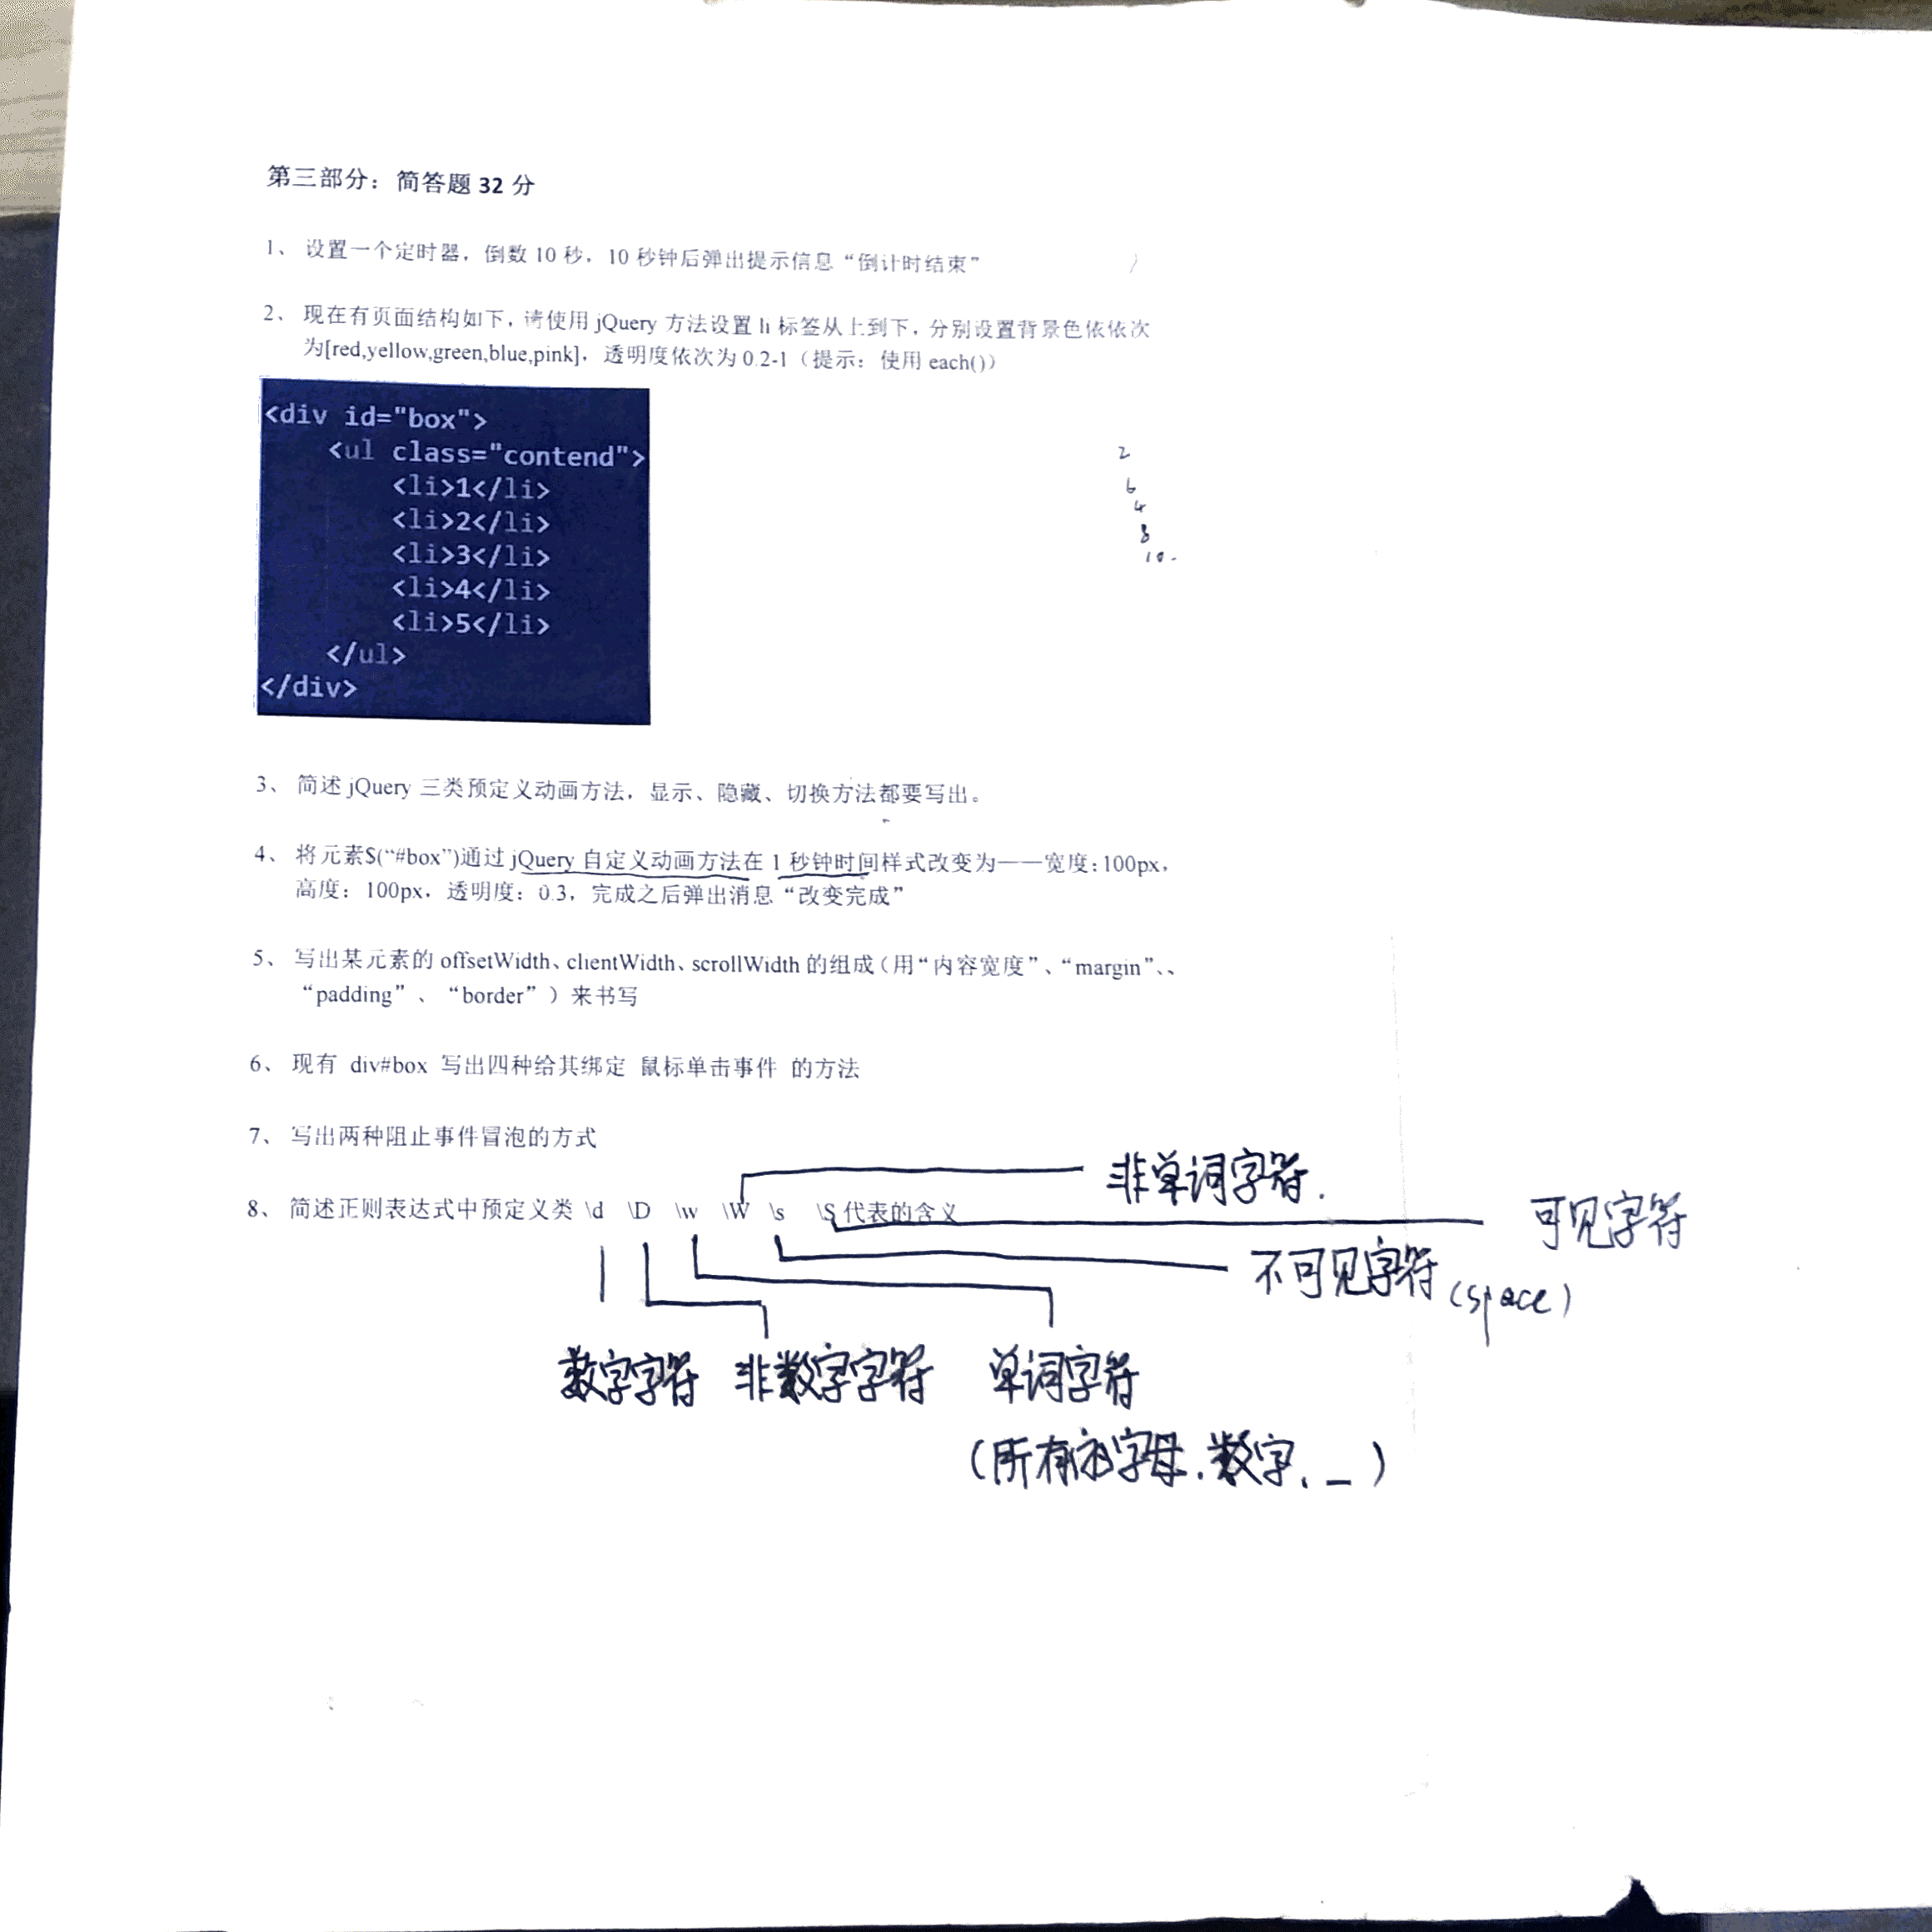 第三部分：简答题 32 分
1、 设置一个定时器，倒数 10 秒，10 秒钟后弹出提示信息“倒计时结束”
2、 现在有页面结构如下，请使用 jQuery 方法设置 li 标签从上到下，分别设置背景色依依次
为[red,yellow,green,blue,pink]，透明度依次为 0.2-1（提示：使用 each()）
<div id="box">
<ul class="contend">
<li>1</li>
<li>2</li>
<li>3</li>
<li>4</li>
<li>5</li>
</ul>
</div>
2
6
4
8
10
3、 简述 jQuery 三类预定义动画方法，显示、隐藏、切换方法都要写出。
4、 将元素$(“#box”)通过 jQuery 自定义动画方法在 1 秒钟时间样式改变为——宽度：100px，
高度：100px，透明度：0.3，完成之后弹出消息“改变完成”
5、 写出某元素的 offsetWidth、clientWidth、scrollWidth 的组成（用“内容宽度”、“margin”、、
“padding”、“border”）来书写
6、 现有 div#box 写出四种给其绑定 鼠标单击事件 的方法
7、 写出两种阻止事件冒泡的方式
非单词字符.
8、 简述正则表达式中预定义类 \d \D \w \W \s \S 代表的含义
可见字符
不可见字符(space)
数字字符 非数字字符 单词字符
(所有的字母.数字、_)